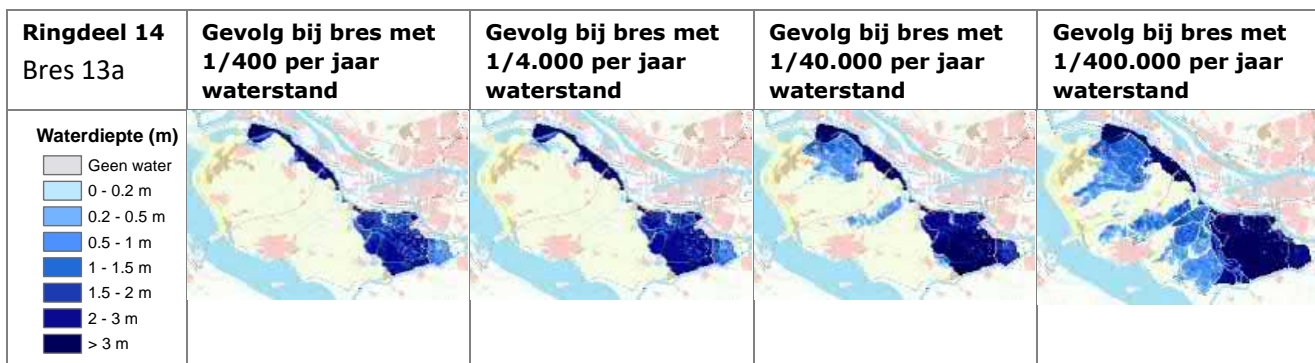 Ringdeel 14
Bres 13a
Gevolg bij bres met
1/400 per jaar
waterstand
Gevolg bij bres met
1/4.000 per jaar
waterstand
Gevolg bij bres met
1/40.000 per jaar
waterstand
Gevolg bij bres met
1/400.000 per jaar
waterstand
Waterdiepte (m)
Geen water
0 - 0.2 m
0.2 - 0.5 m
0.5 - 1 m
1 - 1.5 m
1.5 - 2 m
2 - 3 m
> 3 m